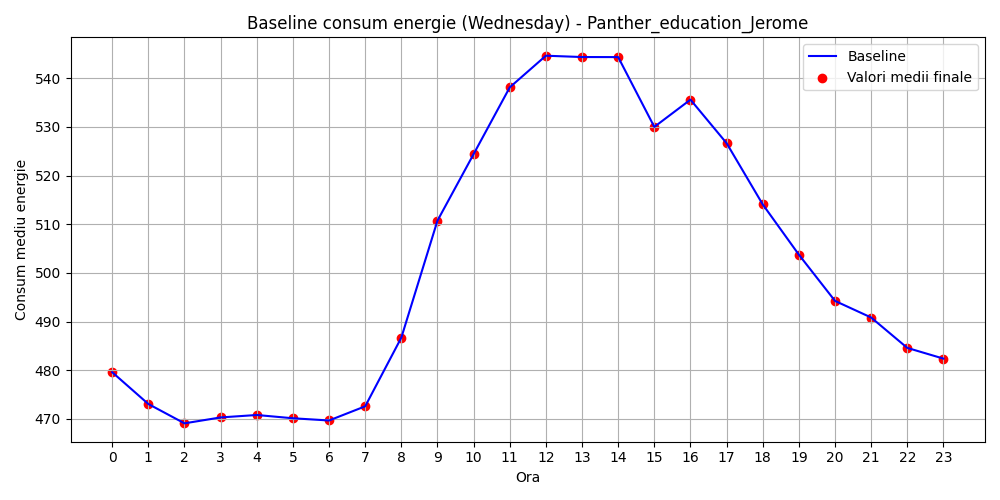 Baseline consum energie (Wednesday) - Panther_education_Jerome
Baseline
Valori medii finale
Consum mediu energie
540
530
520
510
500
490
480
470
0 1 2 3 4 5 6 7 8 9 10 11 12 13 14 15 16 17 18 19 20 21 22 23
Ora